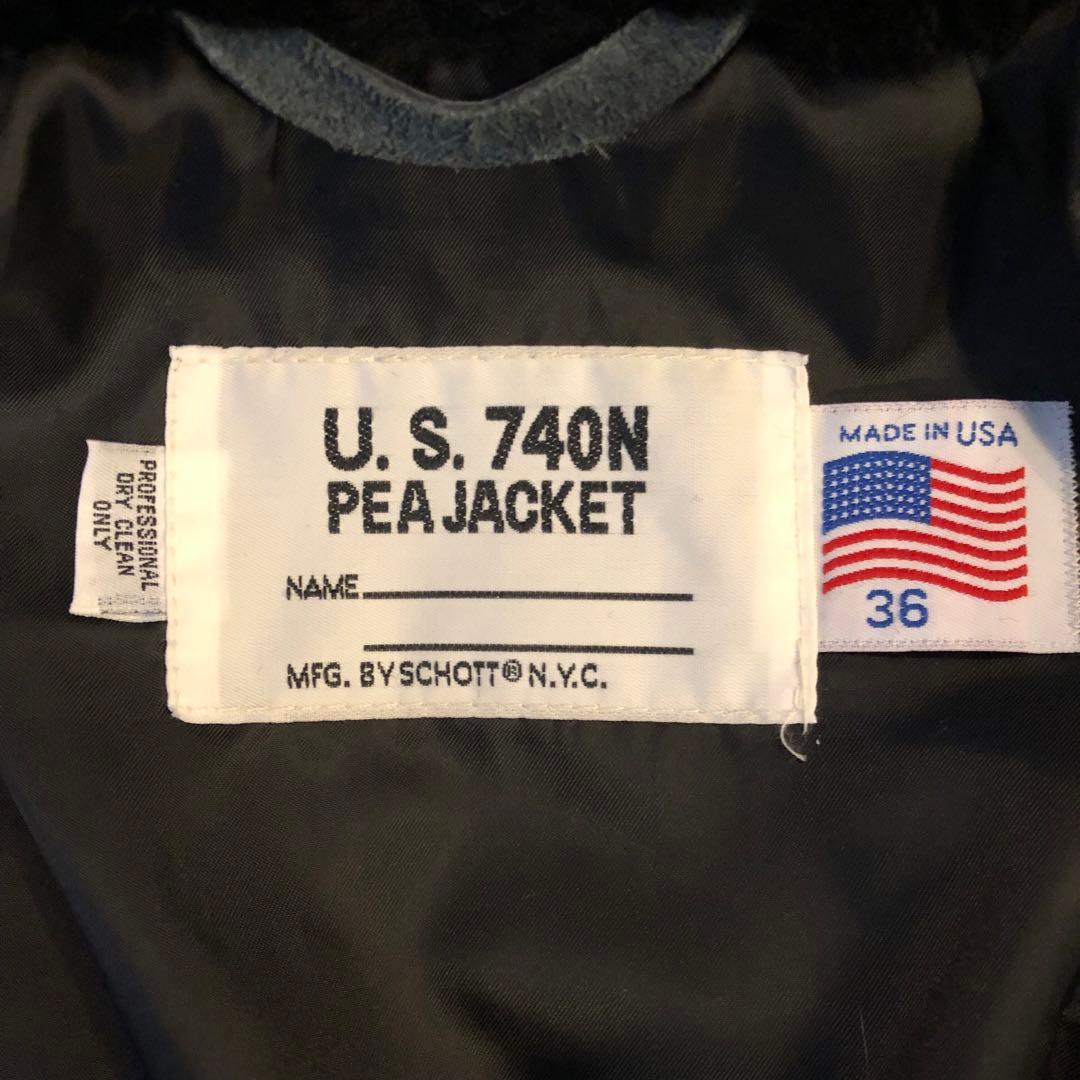 U. S. 740N
PEA JACKET
NAME
MFG. BY SCHOTT® N.Y.C.
PROFESSIONAL
DRY CLEAN
ONLY
MADE IN USA
36